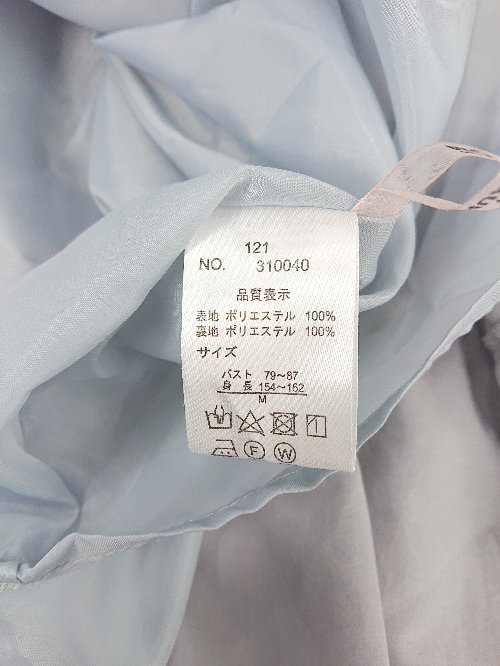 121
NO. 310040
品質表示
表地 ポリエステル 100%
裏地 ポリエステル 100%
サイズ
バスト 79～87
身長 154～162
M
F W